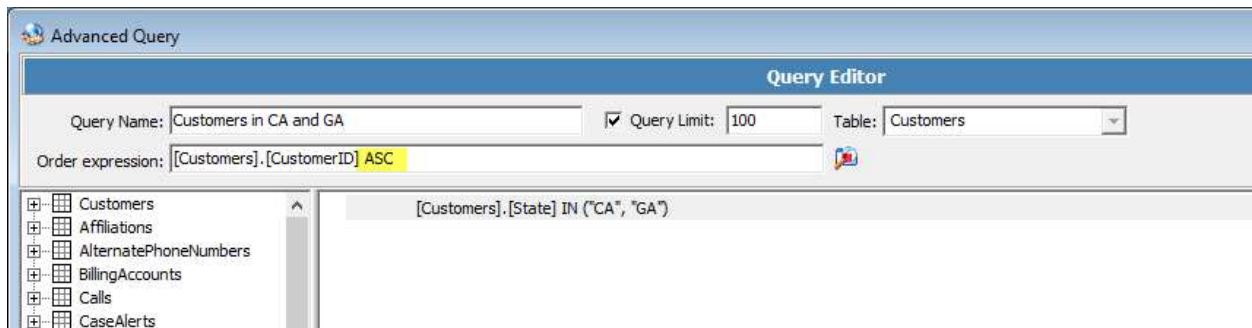 Advanced Query
Query Editor
Query Name: Customers in CA and GA Query Limit: 100 Table: Customers
Order expression: [Customers].[CustomerID] ASC
Customers
Affiliations
AlternatePhoneNumbers
BillingAccounts
Calls
CaseAlerts
[Customers].[State] IN ("CA", "GA")